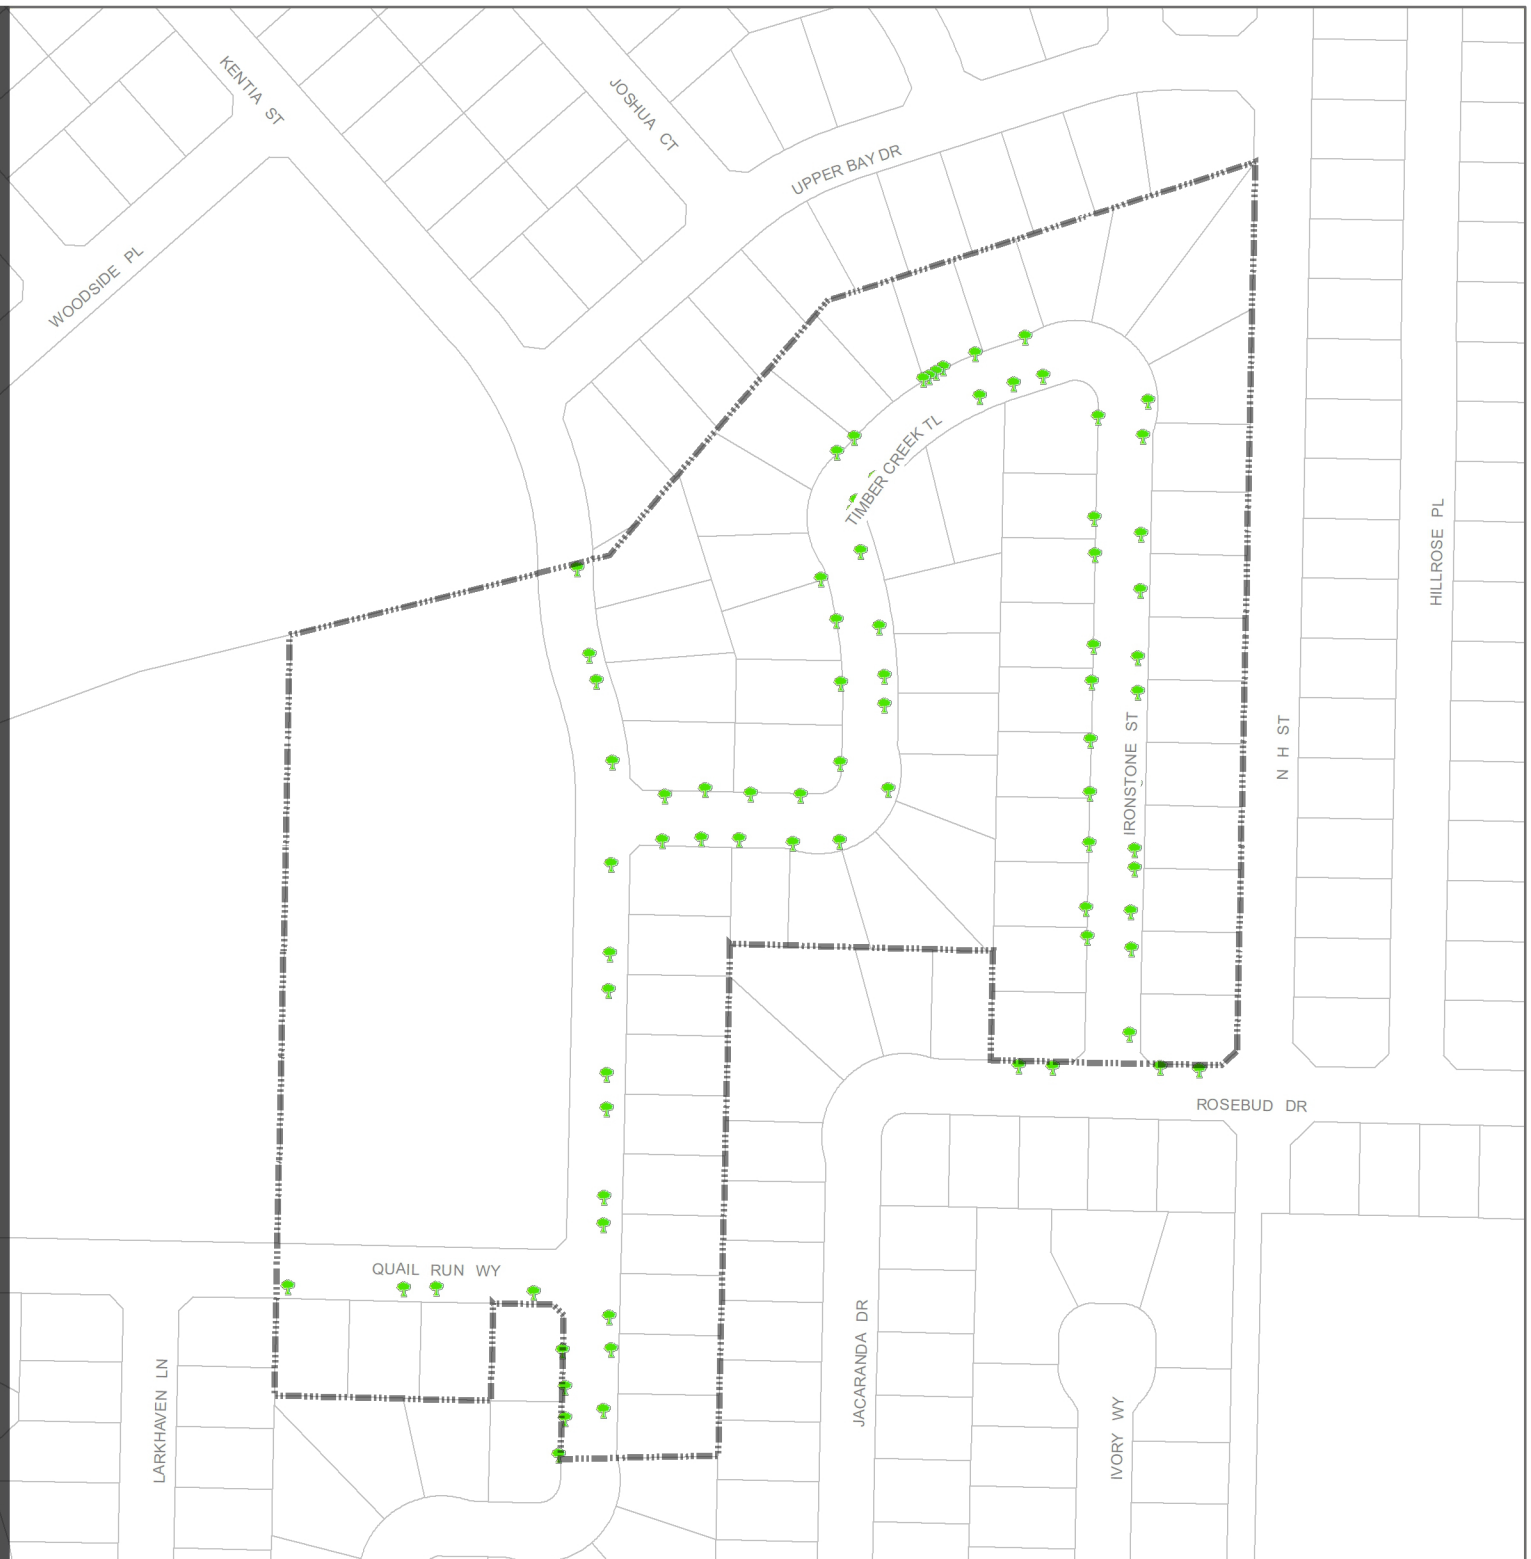 KENTIA ST
JOSHUA CT
UPPER BAY DR
WOODSIDE PL
TIMBER CREEK TL
HILLROSE PL
IRONSTONE ST
N H ST
ROSEBUD DR
QUAIL RUN WY
LARKHAVEN LN
JACARANDA DR
IVORY WY